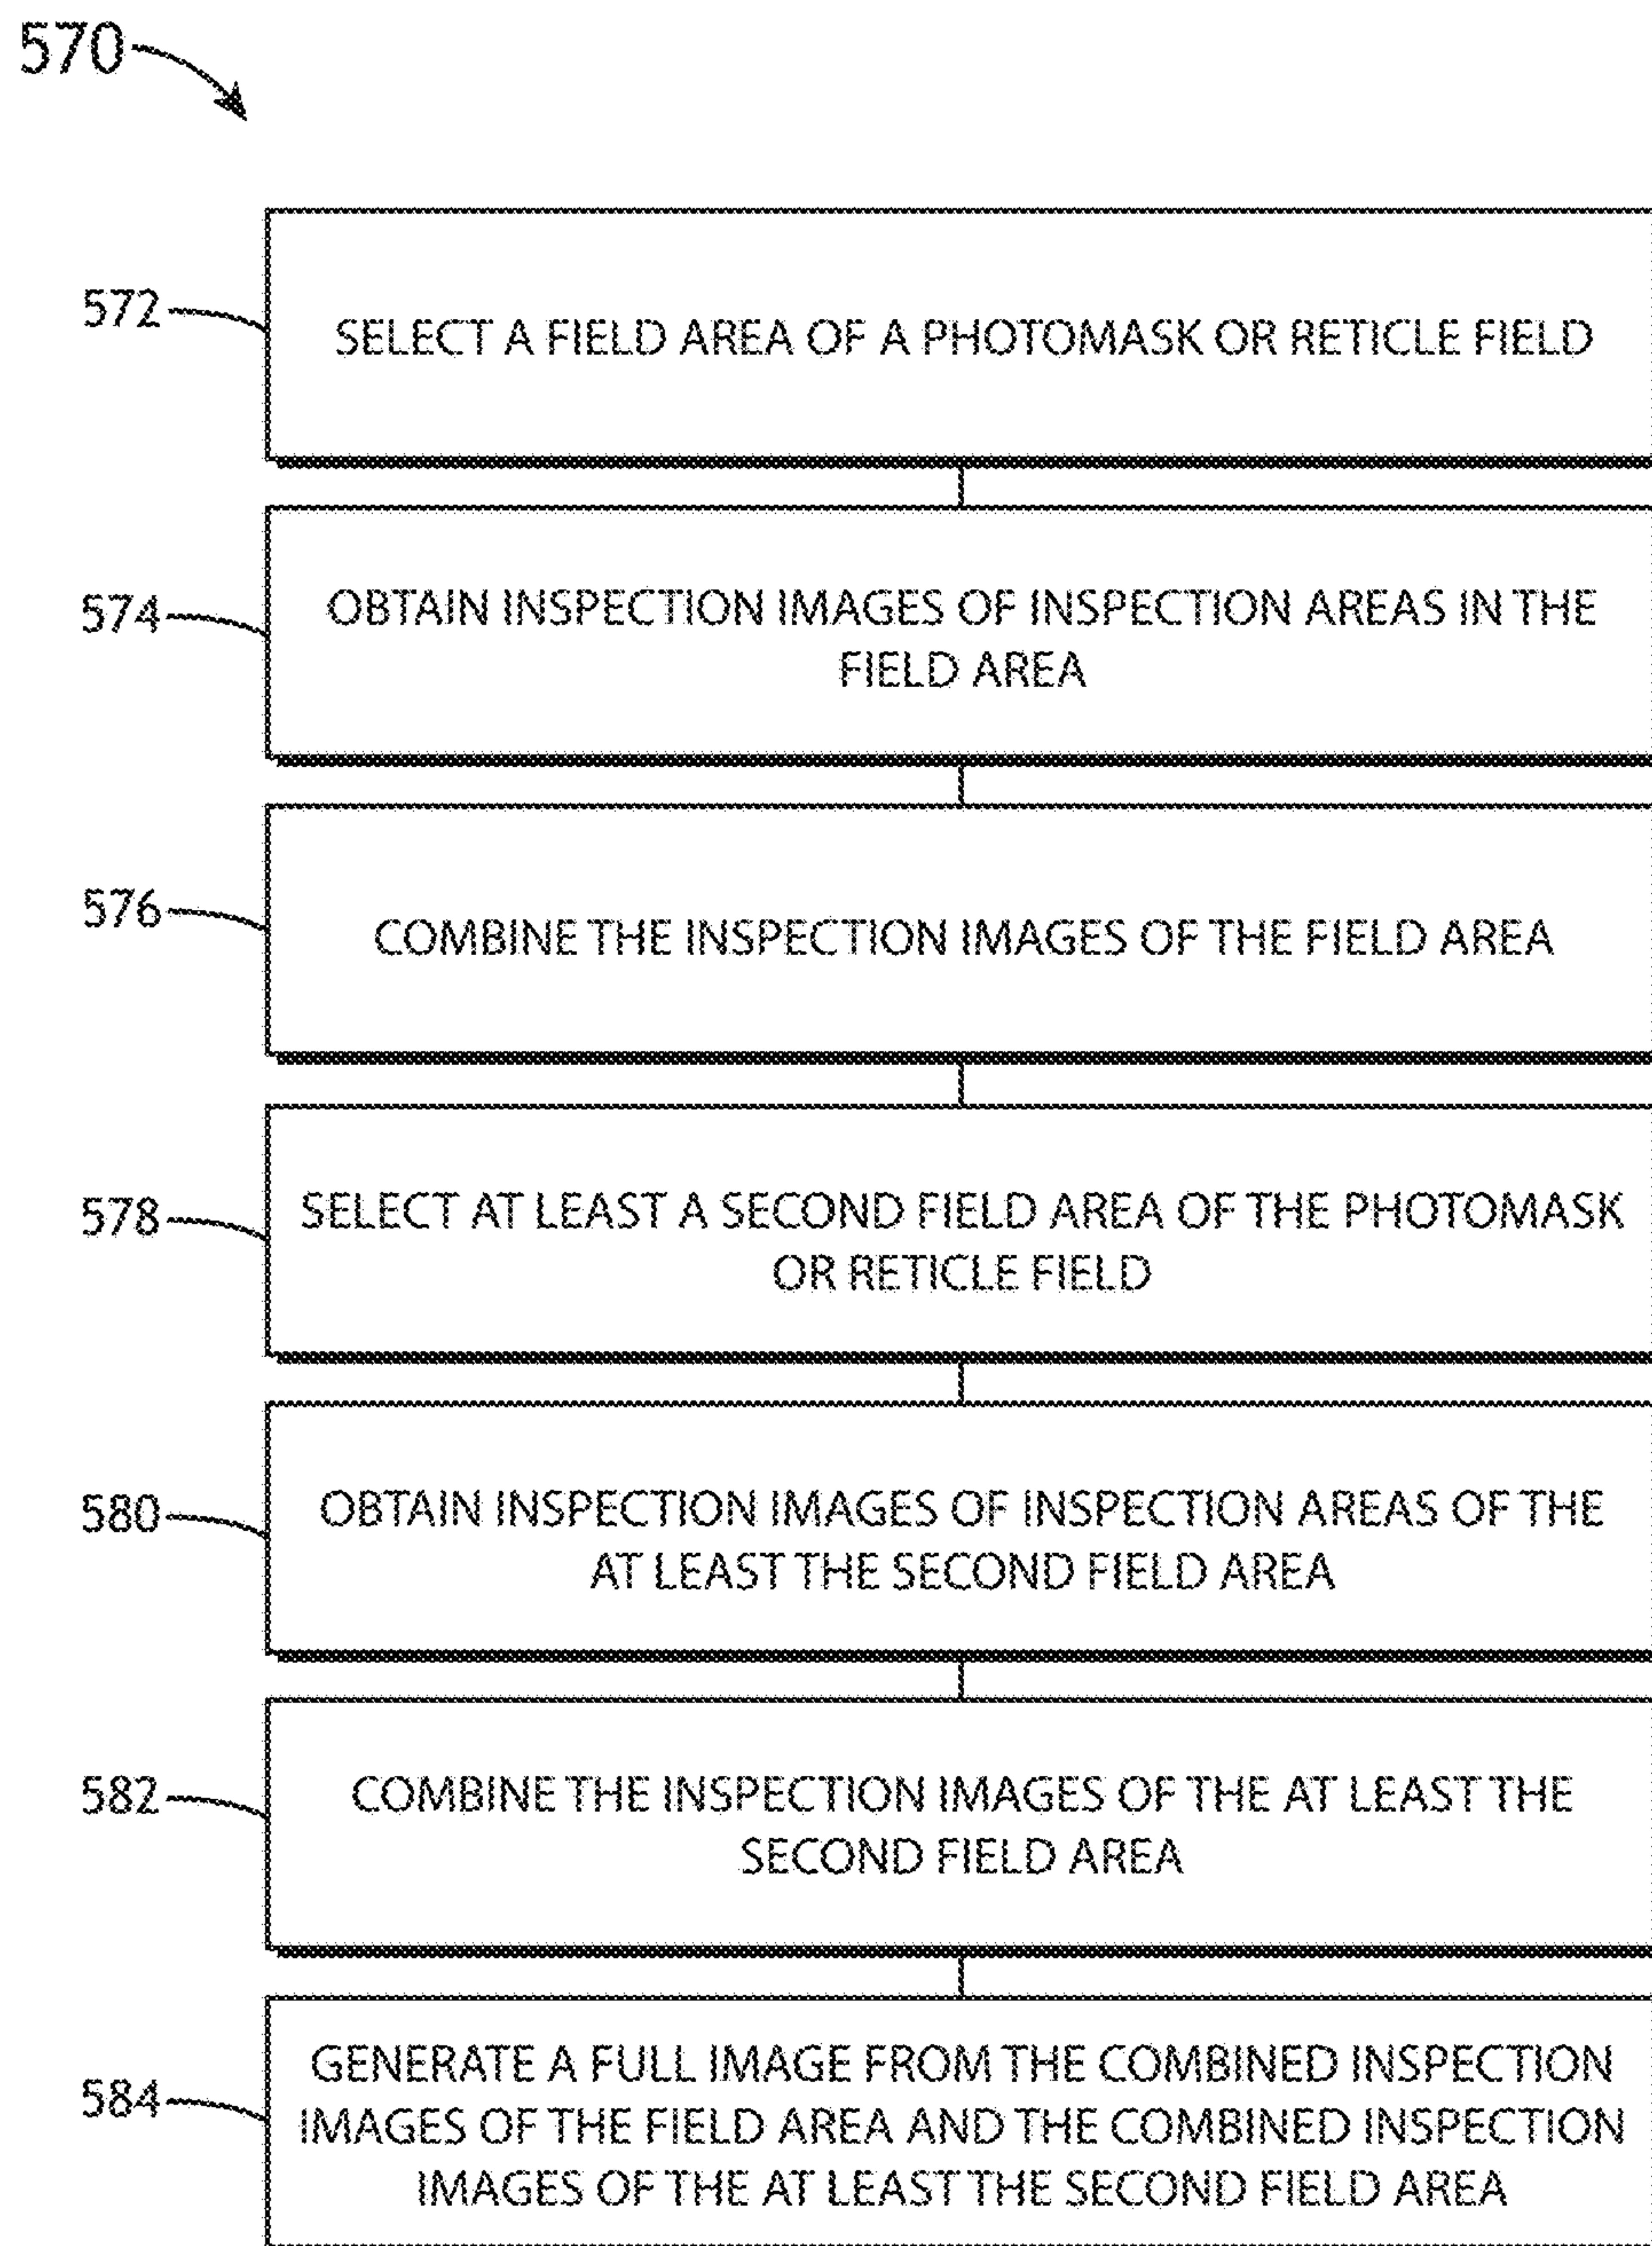 570
572
SELECT A FIELD AREA OF A PHOTOMASK OR RETICLE FIELD
574
OBTAIN INSPECTION IMAGES OF INSPECTION AREAS IN THE
FIELD AREA
576
COMBINE THE INSPECTION IMAGES OF THE FIELD AREA
578
SELECT AT LEAST A SECOND FIELD AREA OF THE PHOTOMASK
OR RETICLE FIELD
580
OBTAIN INSPECTION IMAGES OF INSPECTION AREAS OF THE
AT LEAST THE SECOND FIELD AREA
582
COMBINE THE INSPECTION IMAGES OF THE AT LEAST THE
SECOND FIELD AREA
584
GENERATE A FULL IMAGE FROM THE COMBINED INSPECTION
IMAGES OF THE FIELD AREA AND THE COMBINED INSPECTION
IMAGES OF THE AT LEAST THE SECOND FIELD AREA